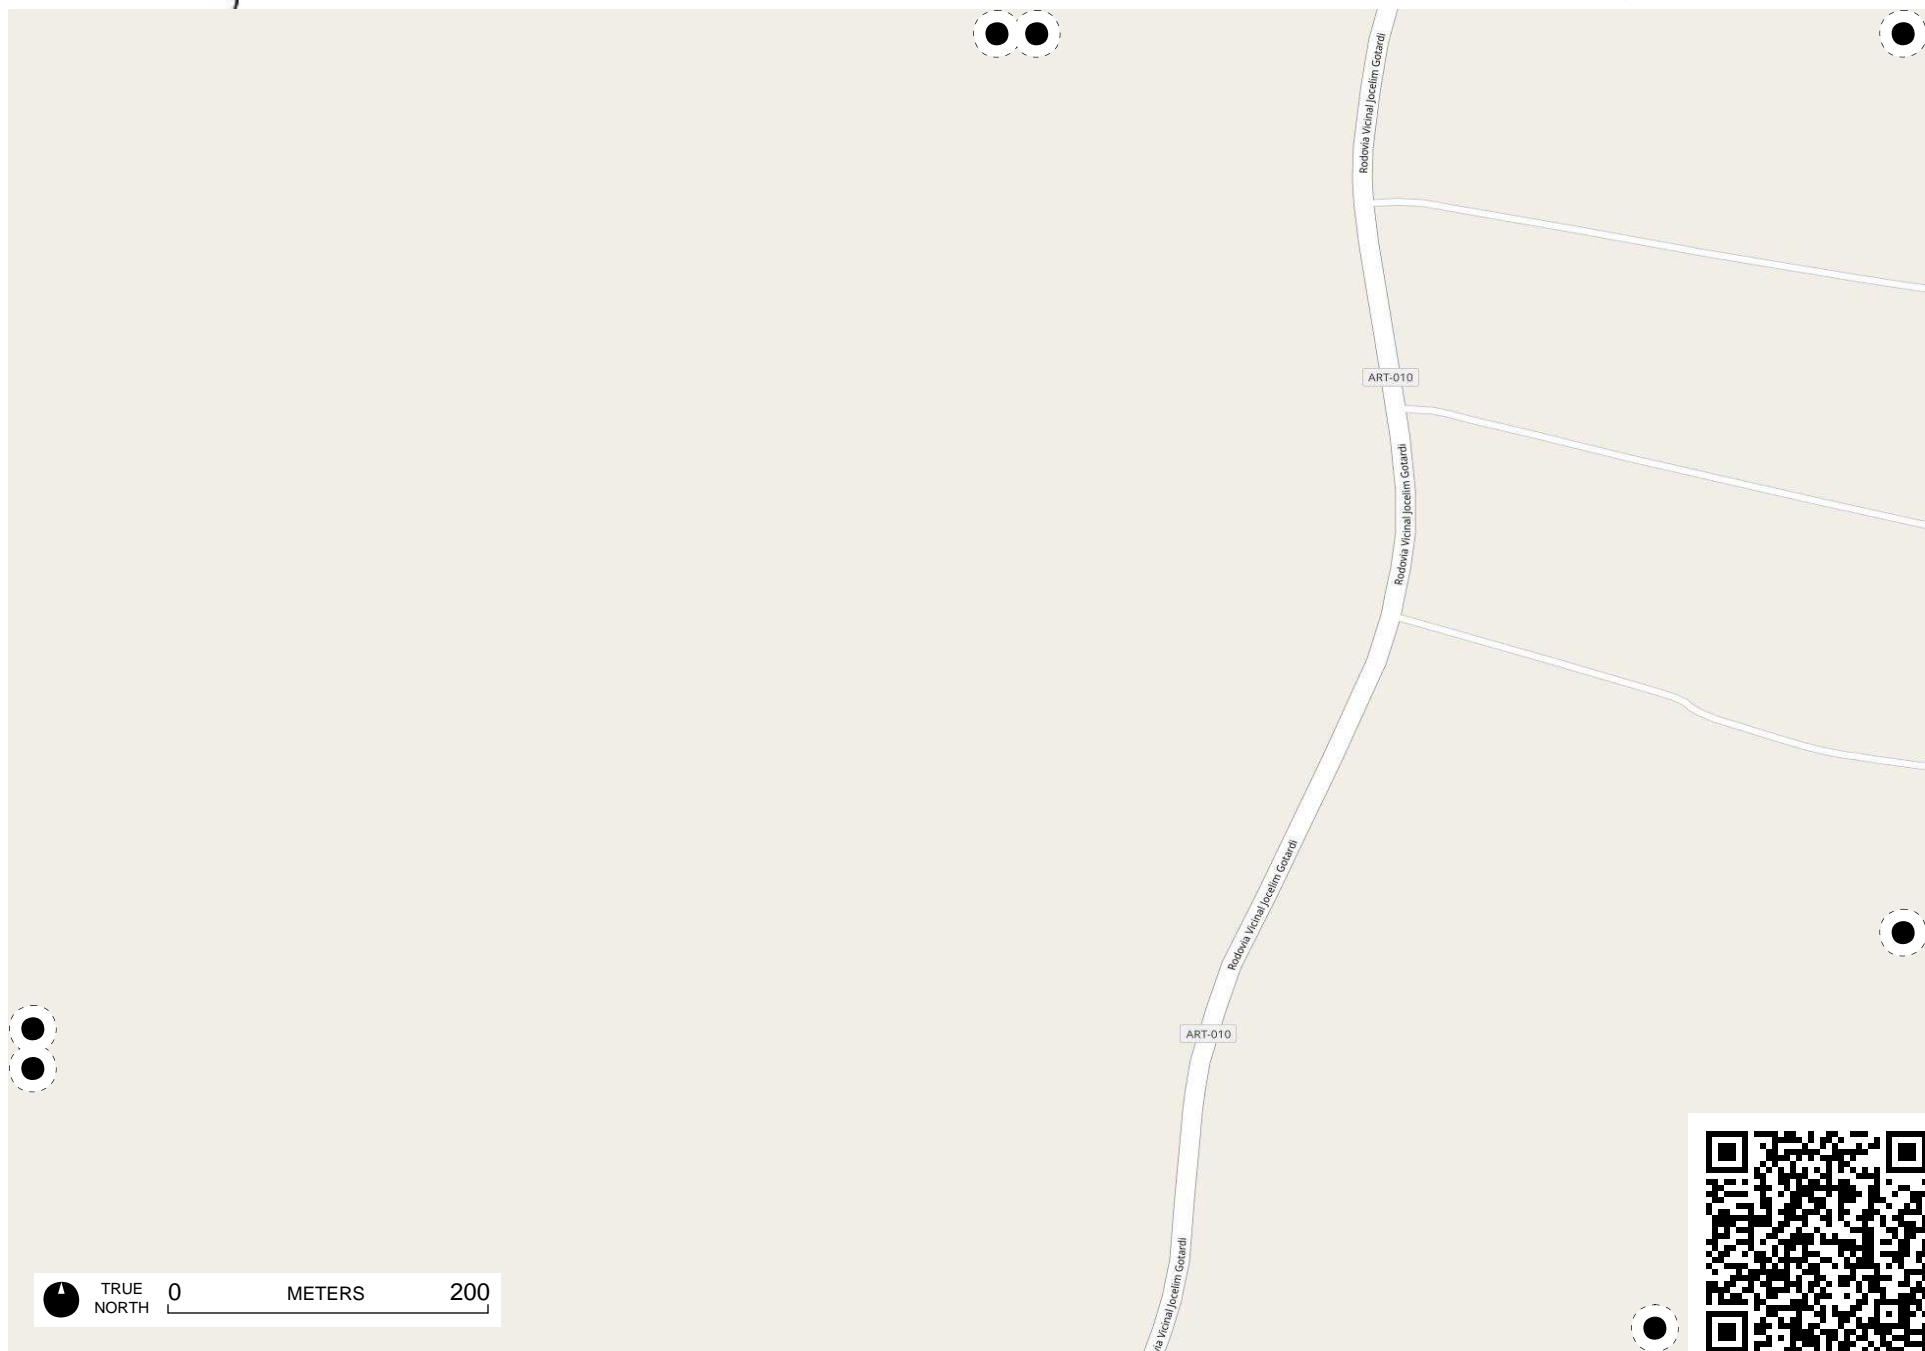 Rodovia Vicinal Jocelim Gotardi
ART-010
Rodovia Vicinal Jocelim Gotardi
Rodovia Vicinal Jocelim Gotardi
ART-010
ia Vicinal Jocelim Gotardi
TRUE NORTH
0 METERS 200